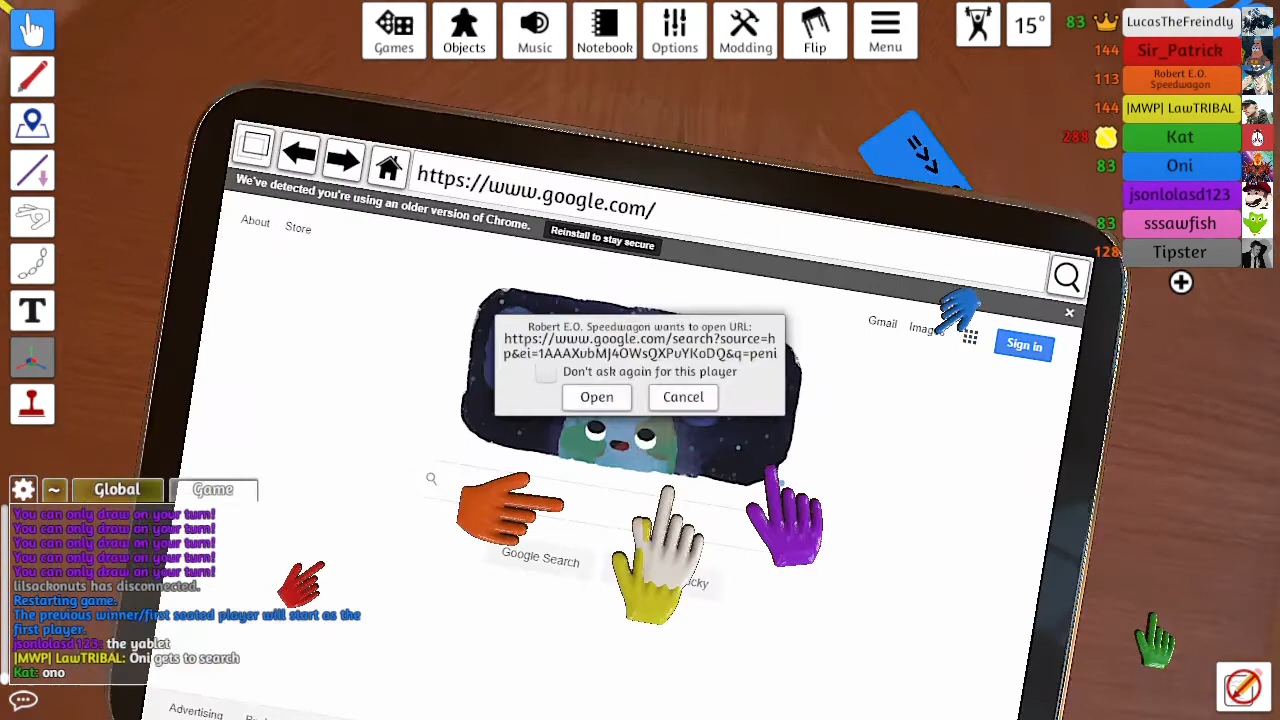 Games
Objects
Music
Notebook
Options
Modding
Flip
Menu
15°
83
LucasTheFreindly
144
Sir_Patrick
113
Robert E.O.
Speedwagon
144
|MWP| LawTRIBAL
288
Kat
83
Oni
jsonlolasd123
83
sssawfish
128
Tipster
https://www.google.com/
We've detected you're using an older version of Chrome.
Reinstall to stay secure
About
Store
Gmail
Images
Sign in
Robert E.O. Speedwagon wants to open URL:
https://www.google.com/search?source=h
p&ei=1AAAXvbMJ4OWsQXPuYKoDQ&q=peni
Don't ask again for this player
Open
Cancel
Google Search
ucky
Advertising
T
~
Global
Game
You can only draw on your turn!
You can only draw on your turn!
You can only draw on your turn!
You can only draw on your turn!
You can only draw on your turn!
lilsackonuts has disconnected.
Restarting game.
The previous winner/first seated player will start as the
first player.
jsonlolasd123: the yablet
|MWP| LawTRIBAL: Oni gets to search
Kat: ono